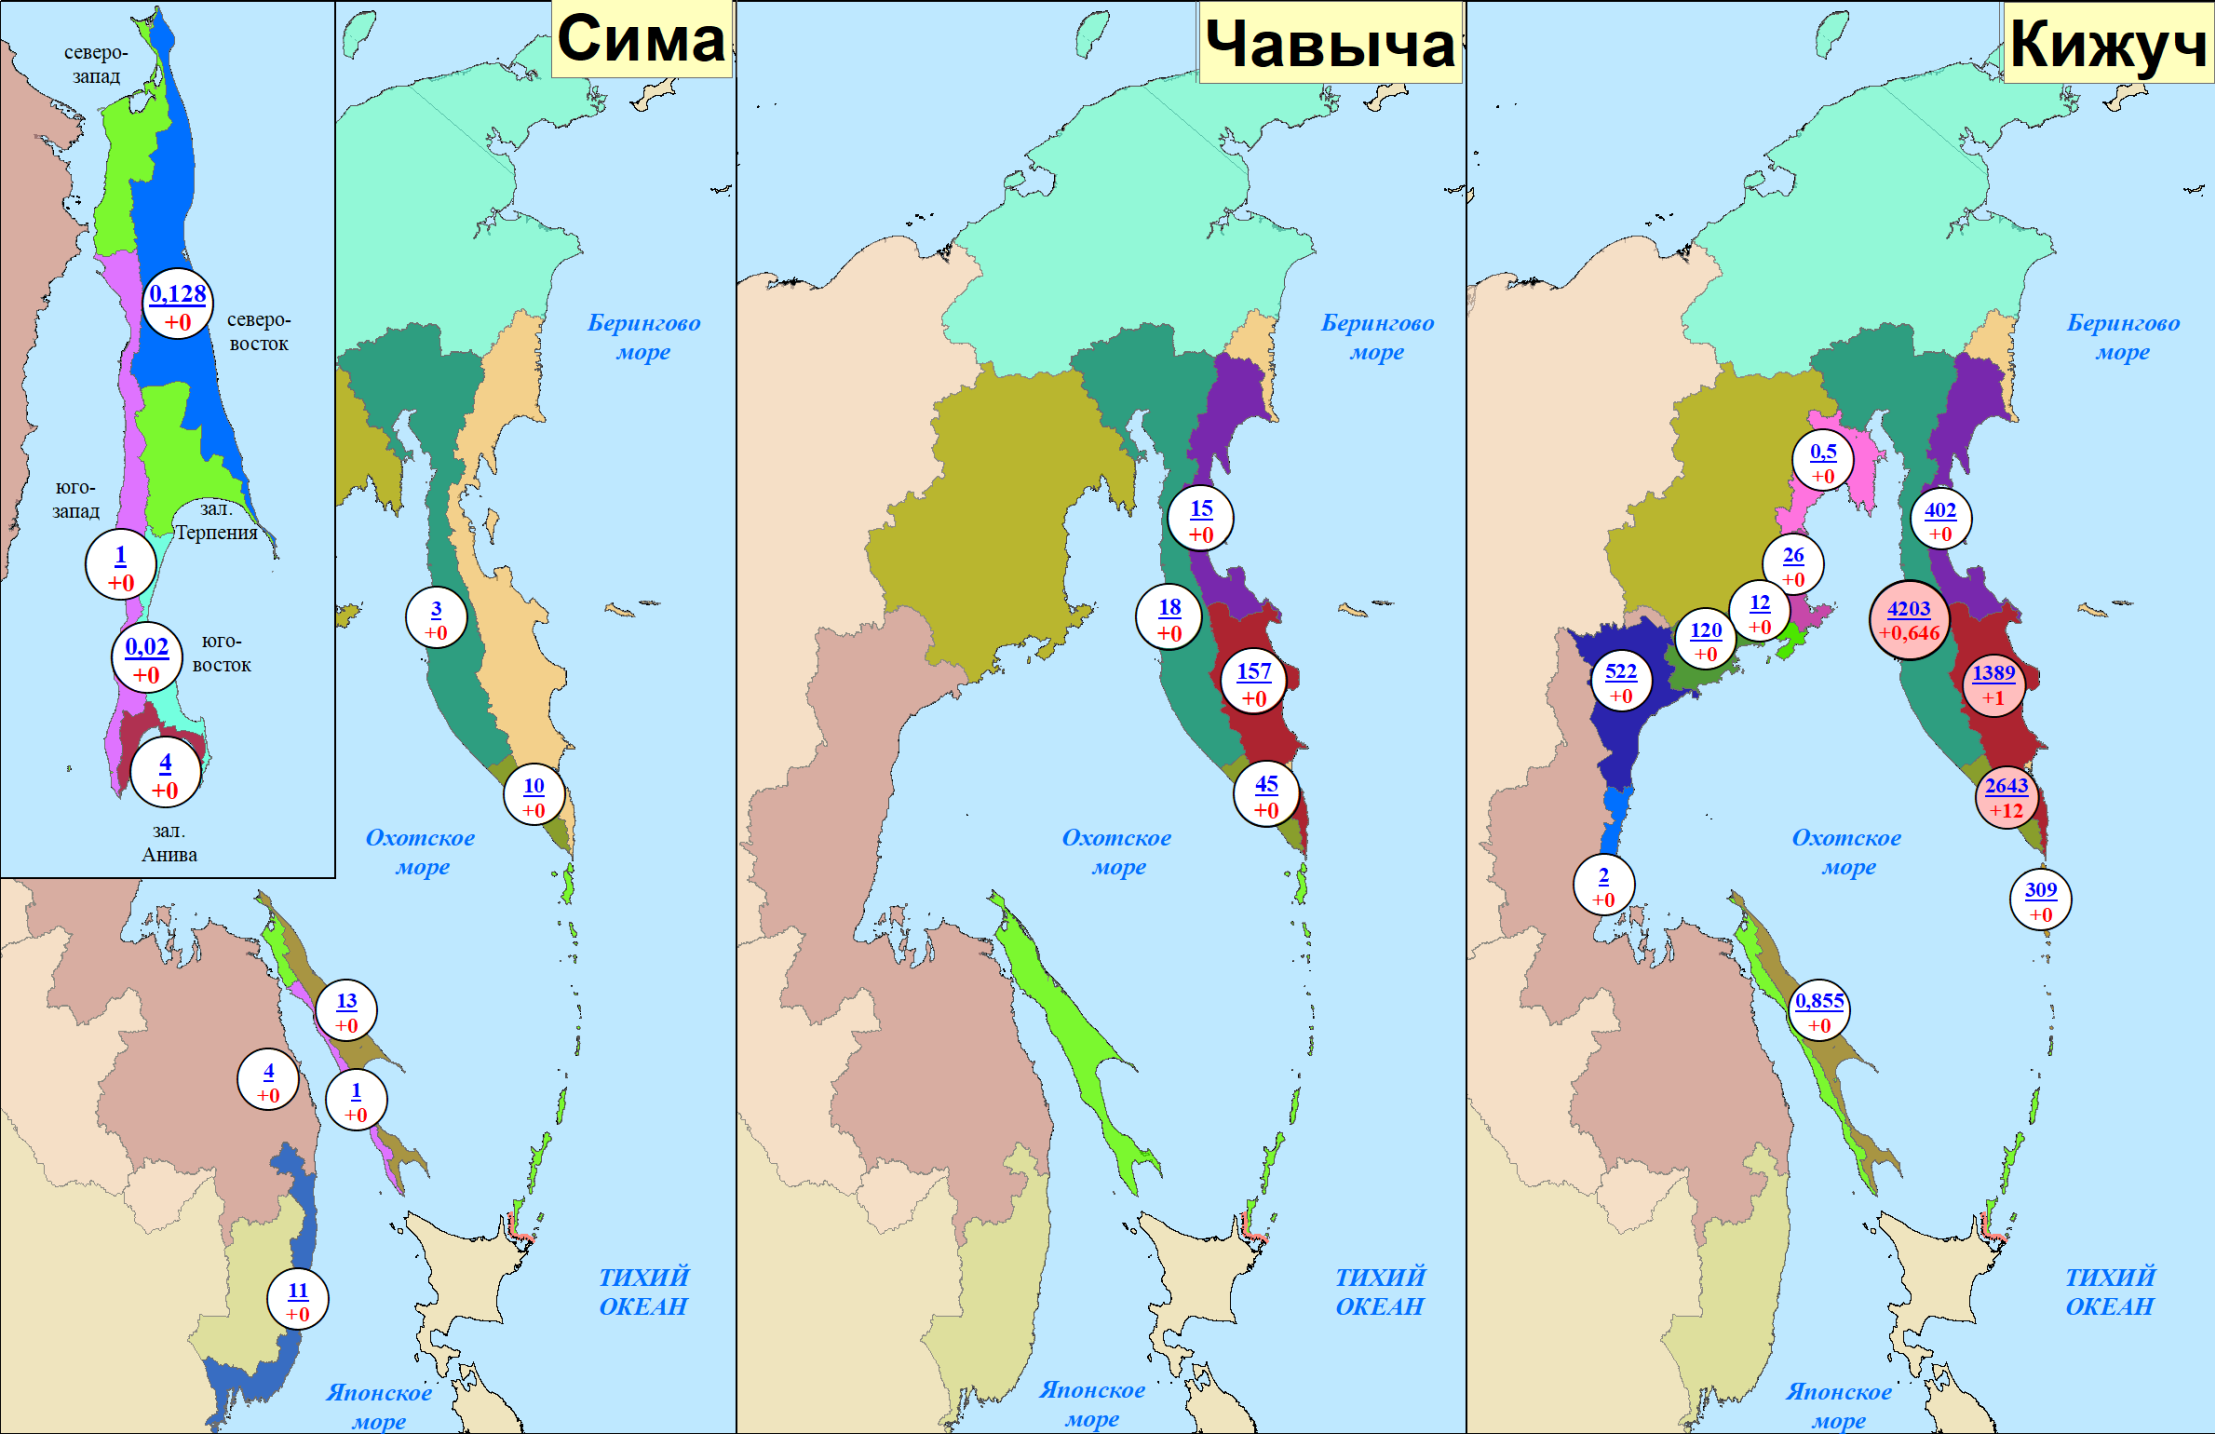 Сима
северо-
запад
0,128
+0
северо-
восток
юго-
запад
зал.
Терпения
1
+0
0,02
+0
юго-
восток
4
+0
зал.
Анива
Берингово
море
3
+0
10
+0
Охотское
море
13
+0
4
+0
1
+0
11
+0
ТИХИЙ
ОКЕАН
Японское
море
Чавыча
Берингово
море
15
+0
18
+0
157
+0
45
+0
Охотское
море
ТИХИЙ
ОКЕАН
Японское
море
Кижуч
Берингово
море
0,5
+0
402
+0
26
+0
12
+0
4203
+0,646
120
+0
522
+0
1389
+1
2643
+12
Охотское
море
2
+0
309
+0
0,855
+0
ТИХИЙ
ОКЕАН
Японское
море